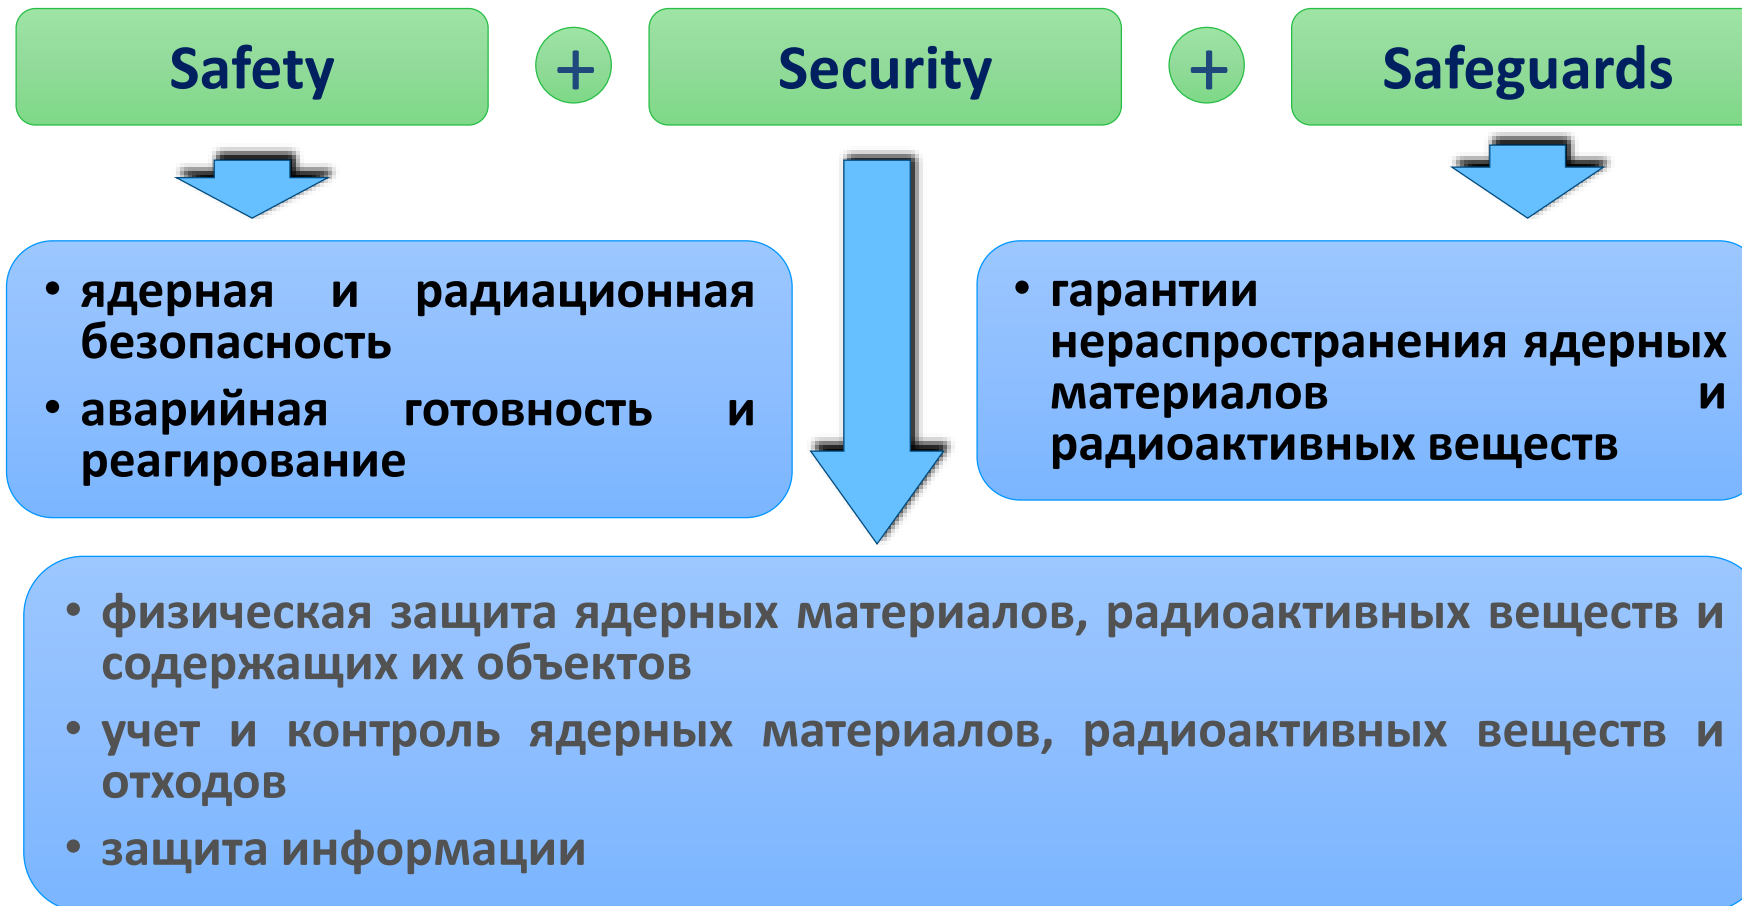 Safety + Security + Safeguards
• ядерная и радиационная
безопасность
• аварийная готовность и
реагирование
• гарантии
нераспространения ядерных
материалов и
радиоактивных веществ
• физическая защита ядерных материалов, радиоактивных веществ и
содержащих их объектов
• учет и контроль ядерных материалов, радиоактивных веществ и
отходов
• защита информации